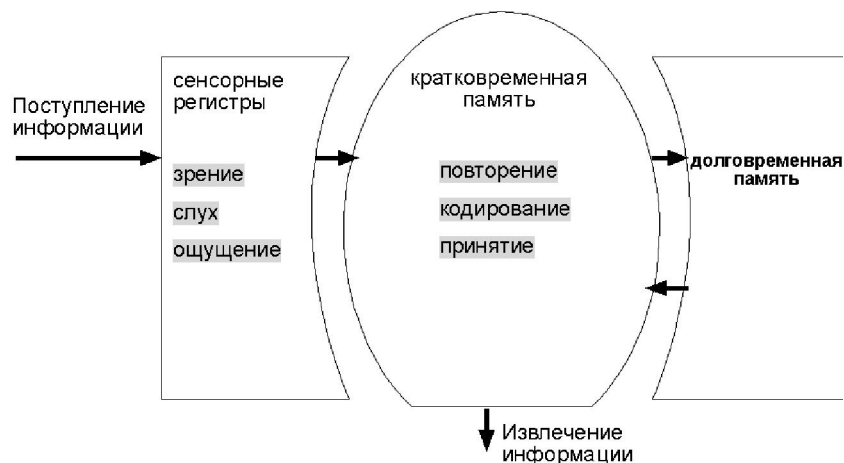 Поступление
информации
сенсорные
регистры
зрение
слух
ощущение
кратковременная
память
повторение
кодирование
принятие
долговременная
память
Извлечение
информации